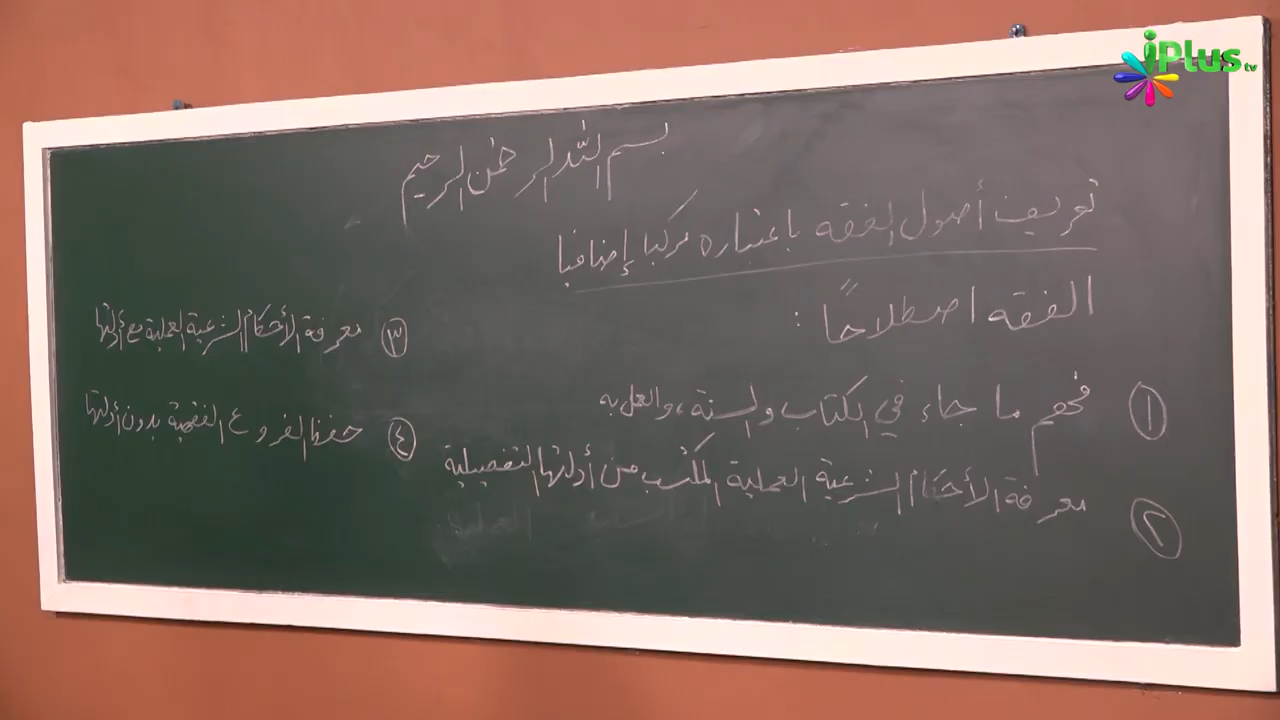 بسم الله الرحمن الرحيم
تعريف أصول الفقه باعتباره مركبا إضافيا
الفقه اصطلاحاً :
١ فهم ما جاء في الكتاب والسنة، والعمل به
٢ معرفة الأحكام الشرعية العملية المكتسب من أدلتها التفصيلية
٣ معرفة الأحكام الشرعية العملية مع أدلتها
٤ حفظ الفروع الفقهية بدون أدلتها
iPlus tv